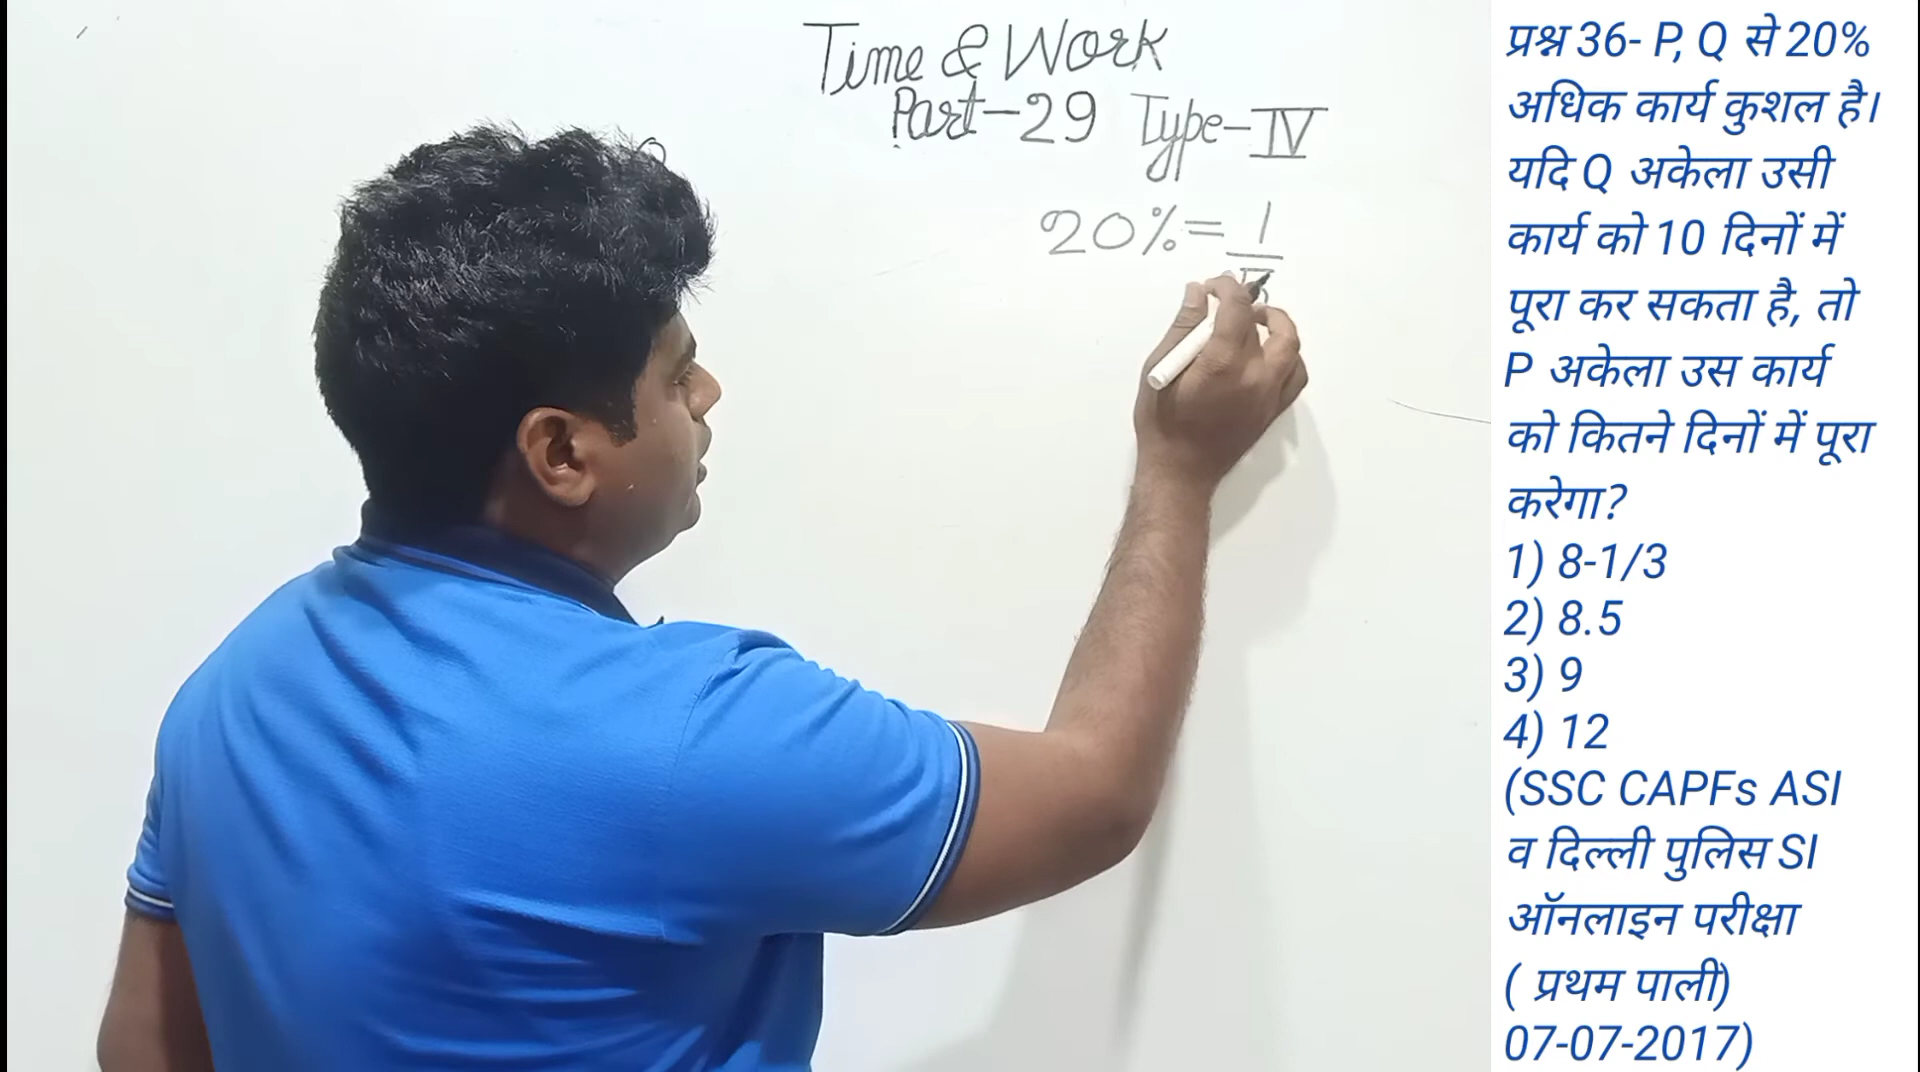 Time & Work
Part-29 Type-IV
20%=1/5
प्रश्न 36- P, Q से 20%
अधिक कार्य कुशल है।
यदि Q अकेला उसी
कार्य को 10 दिनों में
पूरा कर सकता है, तो
P अकेला उस कार्य
को कितने दिनों में पूरा
करेगा?
1) 8-1/3
2) 8.5
3) 9
4) 12
(SSC CAPFs ASI
व दिल्ली पुलिस SI
ऑनलाइन परीक्षा
( प्रथम पाली)
07-07-2017)